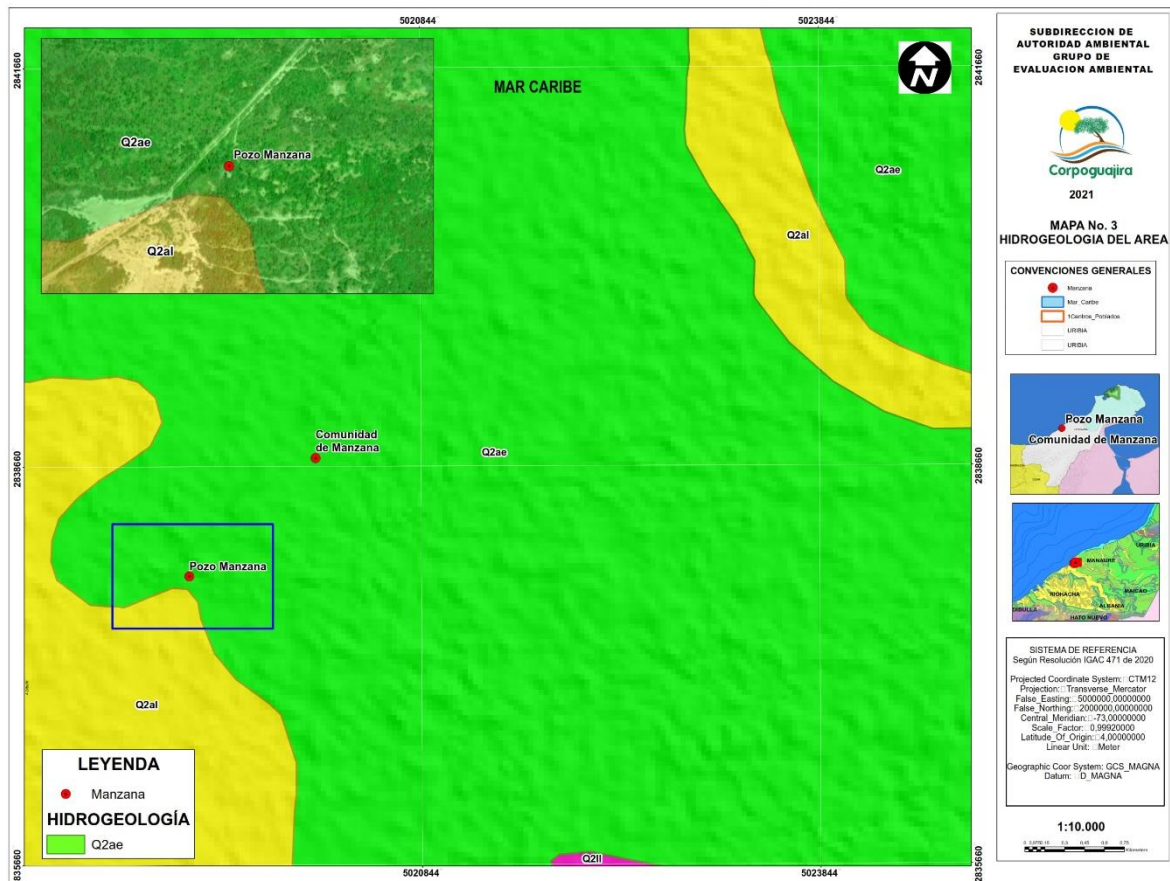 5020844
5023844
2841660
2841660
MAR CARIBE
Q2ae
Pozo Manzana
Q2al
Q2ae
Q2al
Comunidad
de Manzana
Q2ae
2838660
Pozo Manzana
Q2al
Q2ll
2835660
2835660
5020844
5023844
LEYENDA
Manzana
HIDROGEOLOGÍA
Q2ae
SUBDIRECCION DE
AUTORIDAD AMBIENTAL
GRUPO DE
EVALUACION AMBIENTAL
Corpoguajira
2021
MAPA No. 3
HIDROGEOLOGIA DEL AREA
CONVENCIONES GENERALES
Manzana
Mar_Caribe
1Centros_Poblados
URIBIA
URIBIA
2838660
Pozo Manzana
Comunidad de Manzana
URIBIA
MANAURE
RIOHACHA
MAICAO
ALBANIA
HATO NUEVO
SISTEMA DE REFERENCIA
Según Resolución IGAC 471 de 2020
Projected Coordinate System: CTM12
Projection: Transverse_Mercator
False_Easting: 5000000,00000000
False_Northing: 2000000,00000000
Central_Meridian: -73,00000000
Scale_Factor: 0,99920000
Latitude_Of_Origin: 4,00000000
Linear Unit: Meter
Geographic Coor System: GCS_MAGNA
Datum: D_MAGNA
1:10.000
Kilometers